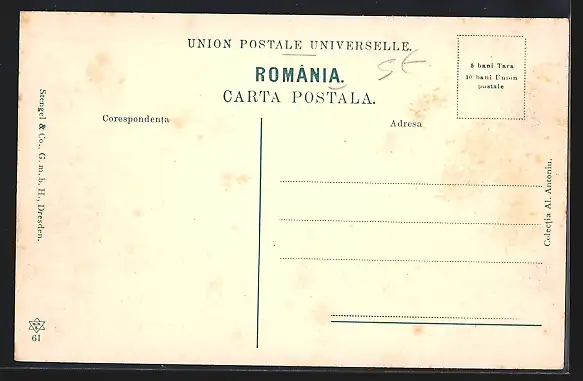 UNION POSTALE UNIVERSELLE.
ROMÂNIA.
CARTA POSTALA.
5 bani Tara
10 bani Union
postale
Corespondența
Adresa
Stengel & Co., G. m. b. H., Dresden.
Colecția Al. Antoniu.
61